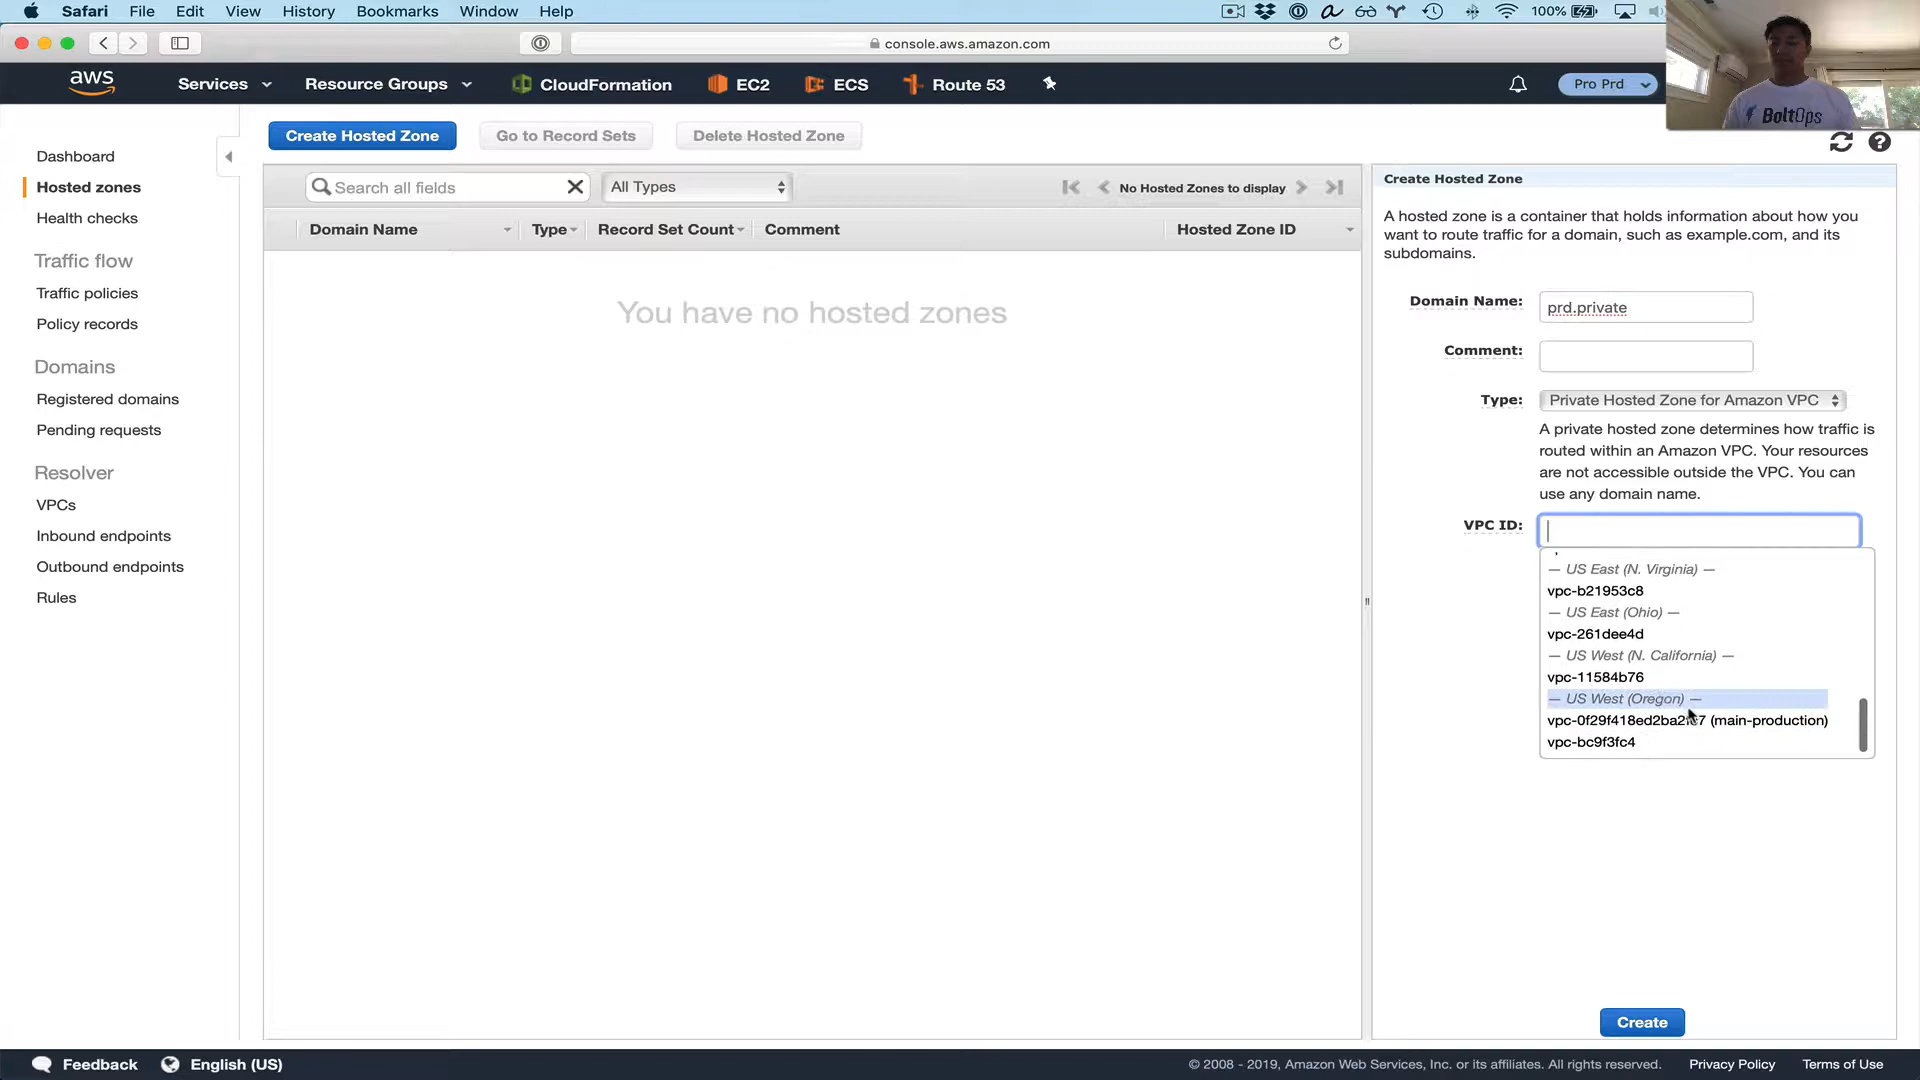 Safari File Edit View History Bookmarks Window Help
100%
console.aws.amazon.com
aws Services Resource Groups CloudFormation EC2 ECS Route 53 Pro Prd
BoltOps
Dashboard
Hosted zones
Health checks
Traffic flow
Traffic policies
Policy records
Domains
Registered domains
Pending requests
Resolver
VPCs
Inbound endpoints
Outbound endpoints
Rules
Create Hosted Zone Go to Record Sets Delete Hosted Zone
Search all fields All Types No Hosted Zones to display
Domain Name Type Record Set Count Comment Hosted Zone ID
You have no hosted zones
Create Hosted Zone
A hosted zone is a container that holds information about how you
want to route traffic for a domain, such as example.com, and its
subdomains.
Domain Name: prd.private
Comment:
Type: Private Hosted Zone for Amazon VPC
A private hosted zone determines how traffic is
routed within an Amazon VPC. Your resources
are not accessible outside the VPC. You can
use any domain name.
VPC ID:
— US East (N. Virginia) —
vpc-b21953c8
— US East (Ohio) —
vpc-261dee4d
— US West (N. California) —
vpc-11584b76
— US West (Oregon) —
(main-production)
vpc-bc9f3fc4
Create
Feedback English (US) © 2008 - 2019, Amazon Web Services, Inc. or its affiliates. All rights reserved. Privacy Policy Terms of Use